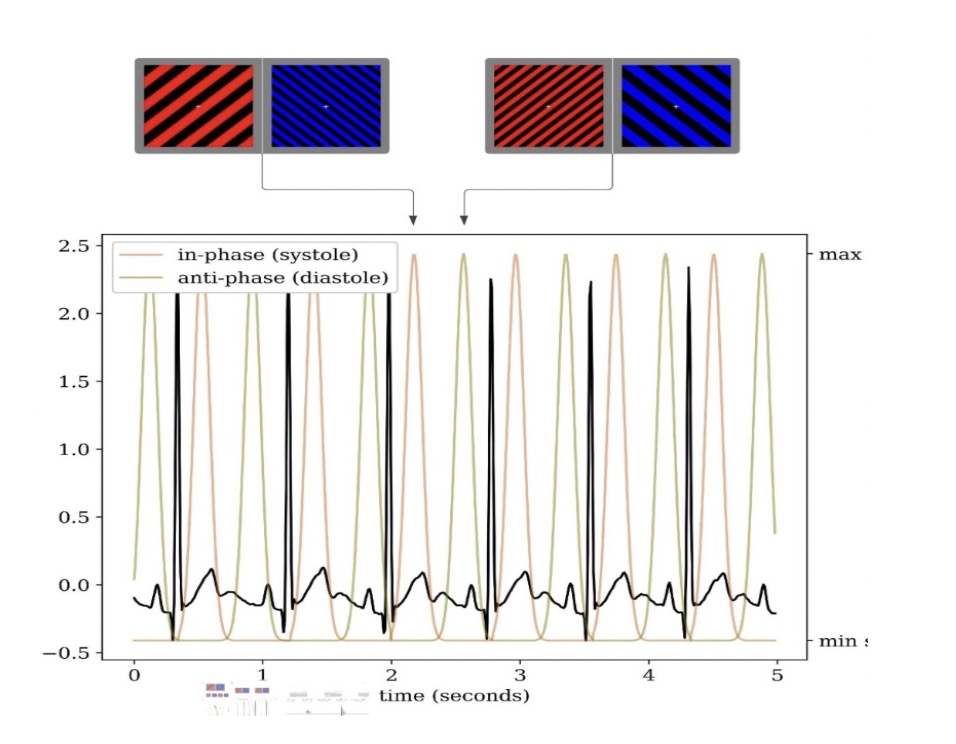 2.5
2.0
1.5
1.0
0.5
0.0
−0.5
in-phase (systole)
anti-phase (diastole)
max
min s
0 1 2 3 4 5
time (seconds)